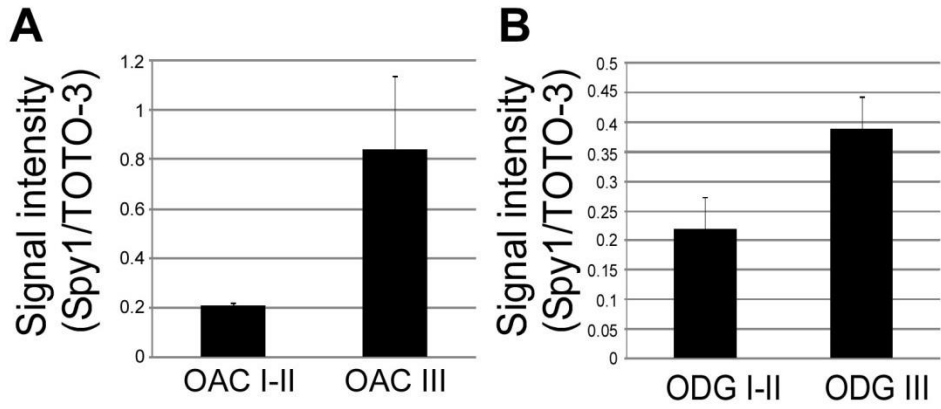 A
Signal intensity
(Spy1/TOTO-3)
1.2
1
0.8
0.6
0.4
0.2
0
OAC I-II OAC III
B
Signal intensity
(Spy1/TOTO-3)
0.5
0.45
0.4
0.35
0.3
0.25
0.2
0.15
0.1
0.05
0
ODG I-II ODG III